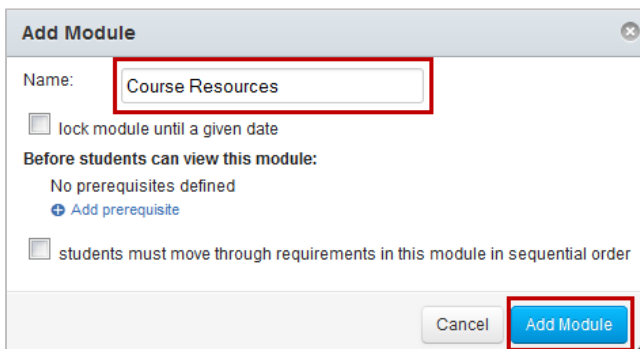 Add Module
Name:
Course Resources
lock module until a given date
Before students can view this module:
No prerequisites defined
Add prerequisite
students must move through requirements in this module in sequential order
Cancel
Add Module